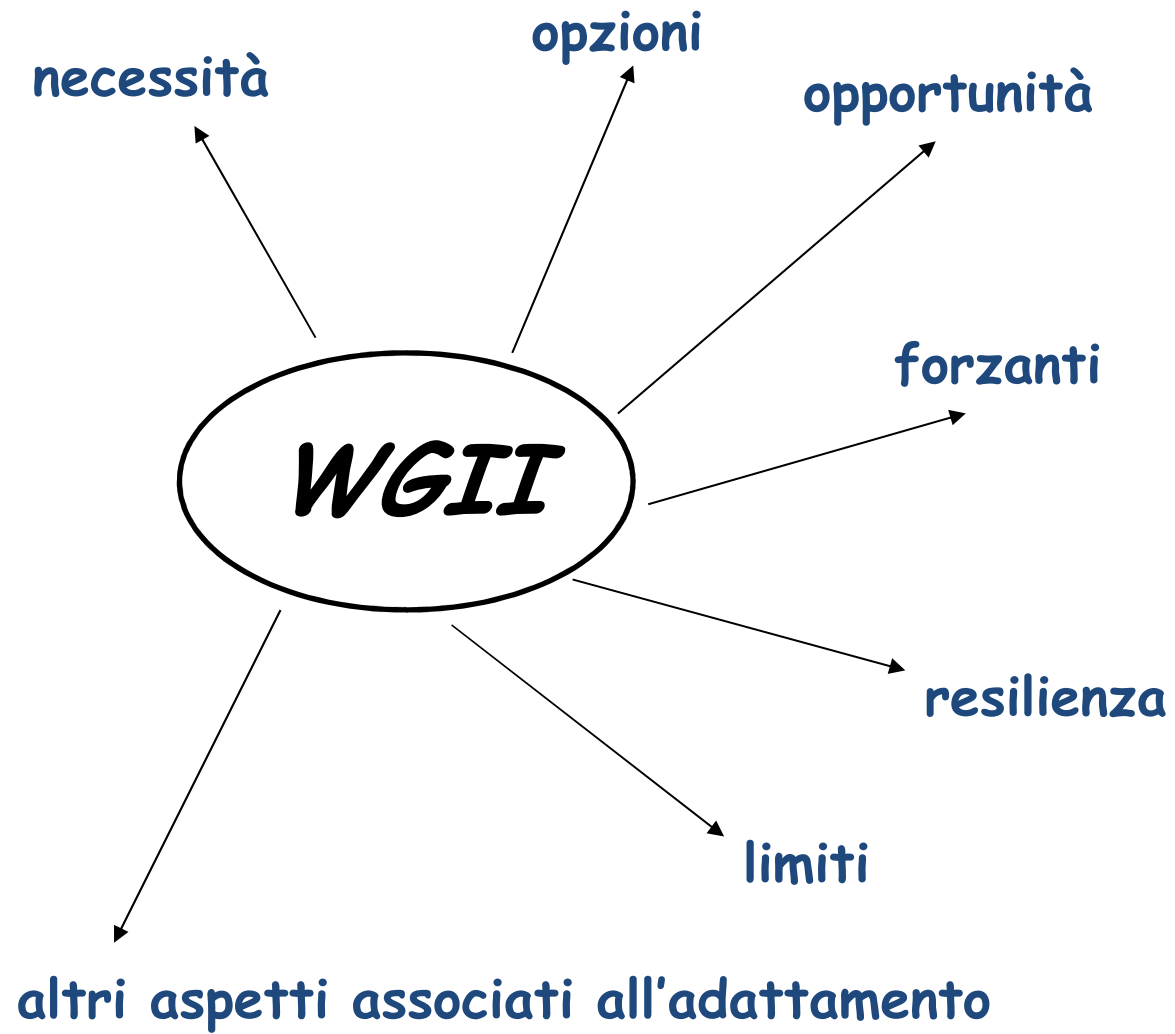 opzioni
necessità
opportunità
forzanti
WGII
resilienza
limiti
altri aspetti associati all’adattamento